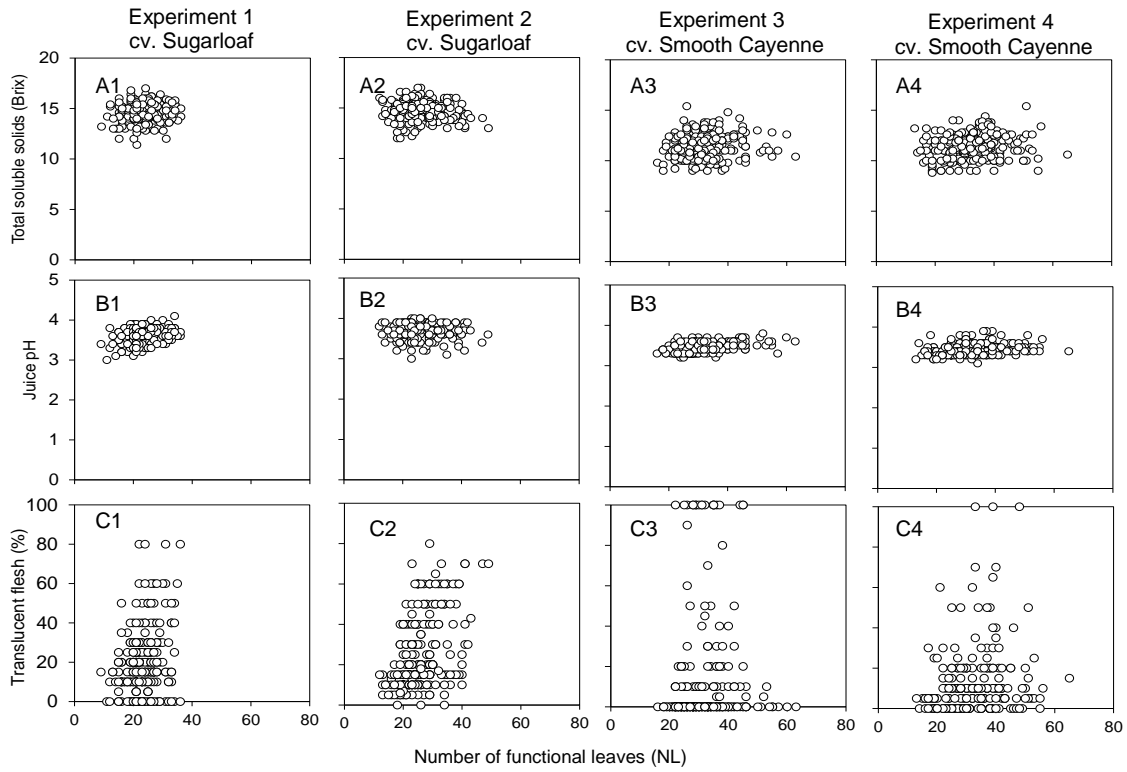 Experiment 1
cv. Sugarloaf
Experiment 2
cv. Sugarloaf
Experiment 3
cv. Smooth Cayenne
Experiment 4
cv. Smooth Cayenne
Total soluble solids (Brix)
20
15
10
5
0
A1
A2
A3
A4
Juice pH
5
4
3
2
1
0
B1
B2
B3
B4
Translucent flesh (%)
100
80
60
40
20
0
C1
C2
C3
C4
0 20 40 60 80
0 20 40 60 80
0 20 40 60 80
0 20 40 60 80
Number of functional leaves (NL)